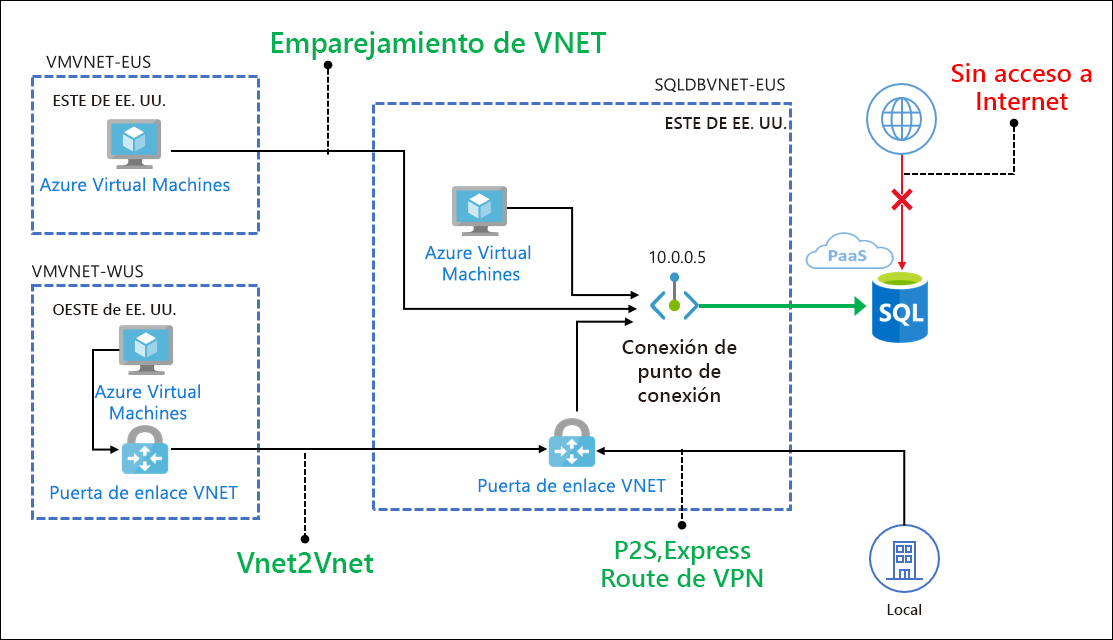 Emparejamiento de VNET
VMVNET-EUS
ESTE DE EE. UU.
Azure Virtual Machines
SQLDBVNET-EUS
ESTE DE EE. UU.
Sin acceso a
Internet
Azure Virtual
Machines
10.0.0.5
Conexión de
punto de
conexión
PaaS
SQL
VMVNET-WUS
OESTE de EE. UU.
Azure Virtual
Machines
Puerta de enlace VNET
Puerta de enlace VNET
Vnet2Vnet
P2S,Express
Route de VPN
Local